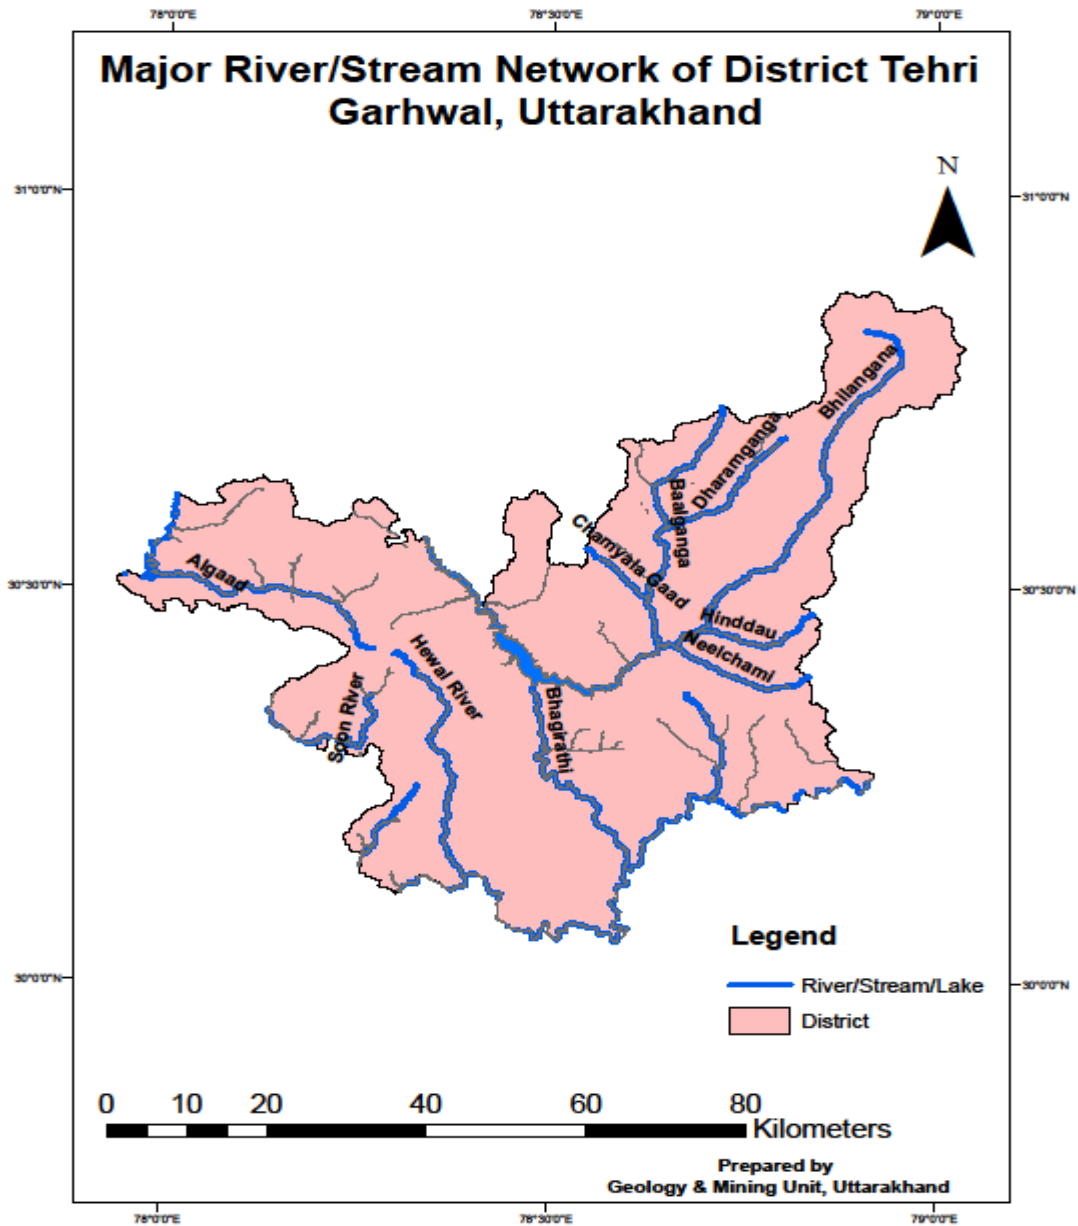 78°0'0"E 78°30'0"E 79°0'0"E
Major River/Stream Network of District Tehri
Garhwal, Uttarakhand
N
31°0'0"N 31°0'0"N
Bhilangana
Dharamganga
Baalganga
Chamyala Gaad
Algaad
30°30'0"N 30°30'0"N
Hinddau
Neelchami
Hewal River
Soon River
Bhagirathi
Legend
River/Stream/Lake
District
30°0'0"N 30°0'0"N
0 10 20 40 60 80
Kilometers
Prepared by
Geology & Mining Unit, Uttarakhand
78°0'0"E 78°30'0"E 79°0'0"E